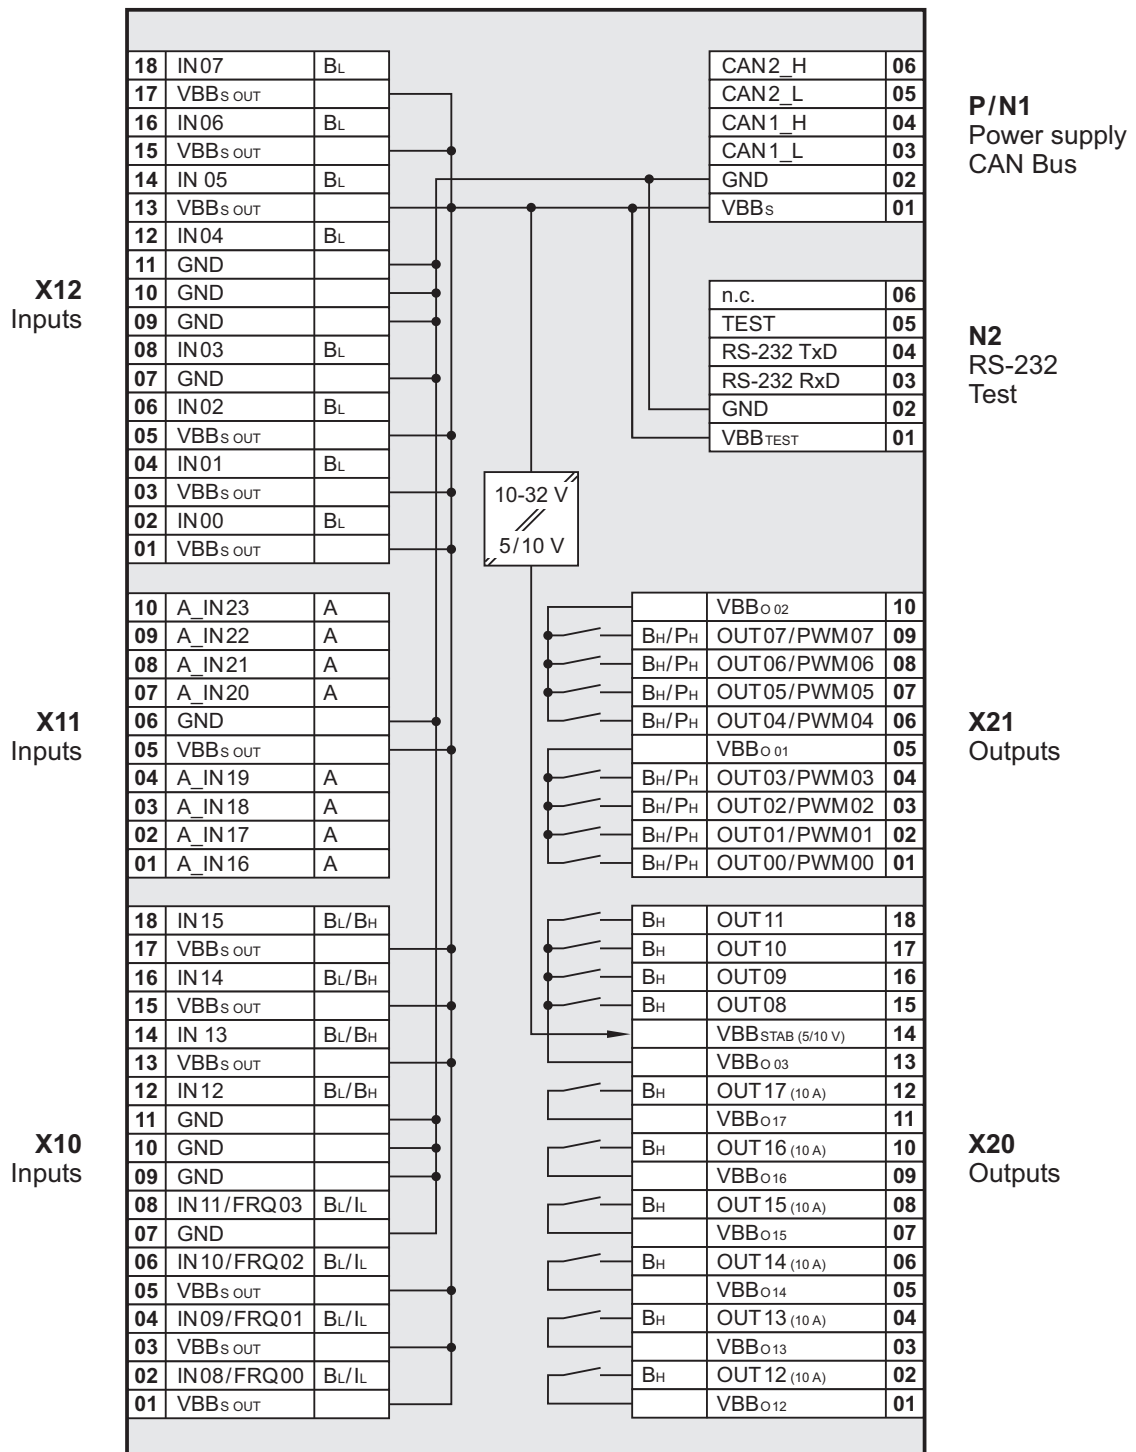 X12
Inputs
18 IN07 BL
17 VBBS OUT
16 IN06 BL
15 VBBS OUT
14 IN 05 BL
13 VBBS OUT
12 IN04 BL
11 GND
10 GND
09 GND
08 IN03 BL
07 GND
06 IN02 BL
05 VBBS OUT
04 IN01 BL
03 VBBS OUT
02 IN00 BL
01 VBBS OUT
X11
Inputs
10 A_IN23 A
09 A_IN22 A
08 A_IN21 A
07 A_IN20 A
06 GND
05 VBBS OUT
04 A_IN19 A
03 A_IN18 A
02 A_IN17 A
01 A_IN16 A
X10
Inputs
18 IN15 BL/BH
17 VBBS OUT
16 IN14 BL/BH
15 VBBS OUT
14 IN 13 BL/BH
13 VBBS OUT
12 IN12 BL/BH
11 GND
10 GND
09 GND
08 IN11/FRQ03 BL/IL
07 GND
06 IN10/FRQ02 BL/IL
05 VBBS OUT
04 IN09/FRQ01 BL/IL
03 VBBS OUT
02 IN08/FRQ00 BL/IL
01 VBBS OUT
10-32 V
5/10 V
CAN2_H 06
CAN2_L 05
CAN1_H 04
CAN1_L 03
GND 02
VBBS 01
P/N1
Power supply
CAN Bus
n.c. 06
TEST 05
RS-232 TxD 04
RS-232 RxD 03
GND 02
VBBTEST 01
N2
RS-232
Test
VBBO 02 10
BH/PH OUT07/PWM07 09
BH/PH OUT06/PWM06 08
BH/PH OUT05/PWM05 07
BH/PH OUT04/PWM04 06
VBBO 01 05
BH/PH OUT03/PWM03 04
BH/PH OUT02/PWM02 03
BH/PH OUT01/PWM01 02
BH/PH OUT00/PWM00 01
X21
Outputs
BH OUT11 18
BH OUT10 17
BH OUT09 16
BH OUT08 15
VBBSTAB (5/10 V) 14
VBBO 03 13
BH OUT17 (10 A) 12
VBBO17 11
BH OUT16 (10 A) 10
VBBO16 09
BH OUT15 (10 A) 08
VBBO15 07
BH OUT14 (10 A) 06
VBBO14 05
BH OUT13 (10 A) 04
VBBO13 03
BH OUT12 (10 A) 02
VBBO12 01
X20
Outputs